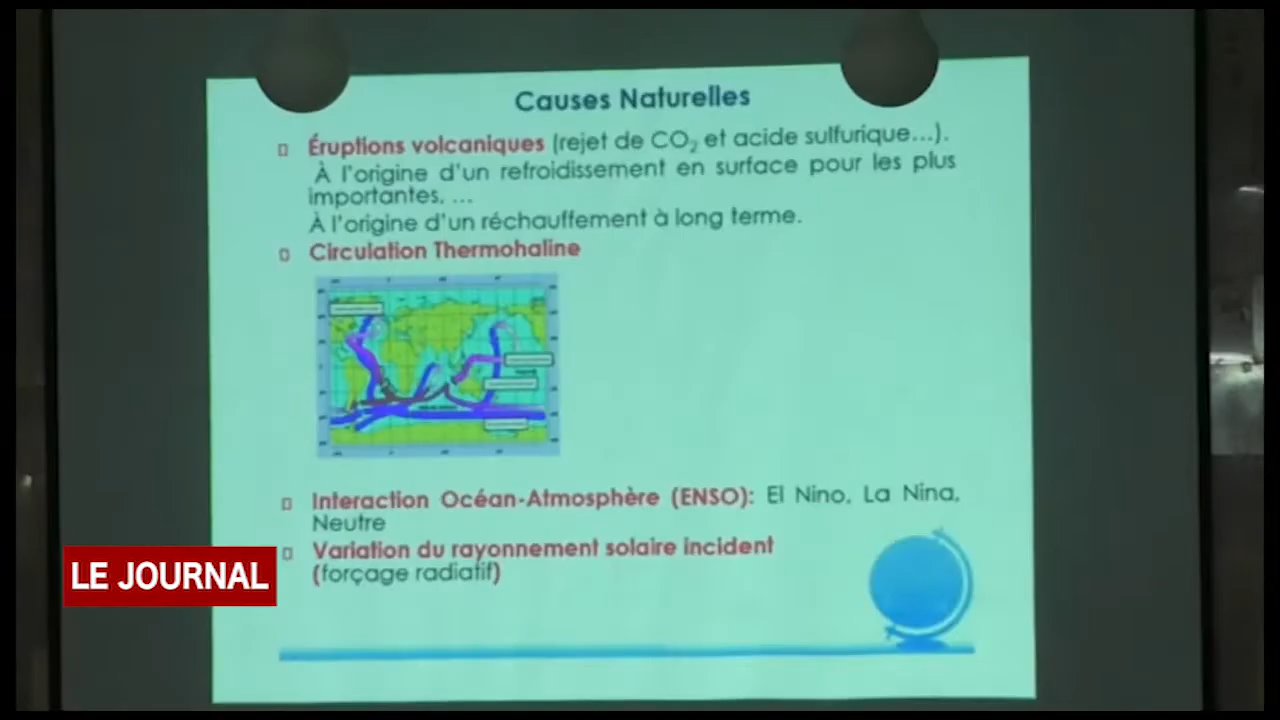 Causes Naturelles
Éruptions volcaniques (rejet de CO₂ et acide sulfurique...).
À l'origine d'un refroidissement en surface pour les plus
importantes, ...
À l'origine d'un réchauffement à long terme.
Circulation Thermohaline
Interaction Océan-Atmosphère (ENSO): El Nino, La Nina,
Neutre
Variation du rayonnement solaire incident
(forçage radiatif)
LE JOURNAL